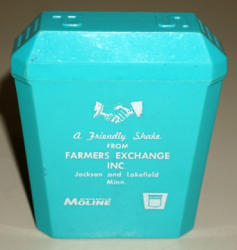 A Friendly Shake
FROM
FARMERS EXCHANGE
INC.
Jackson and Lakefield
Minn.
MOLINE